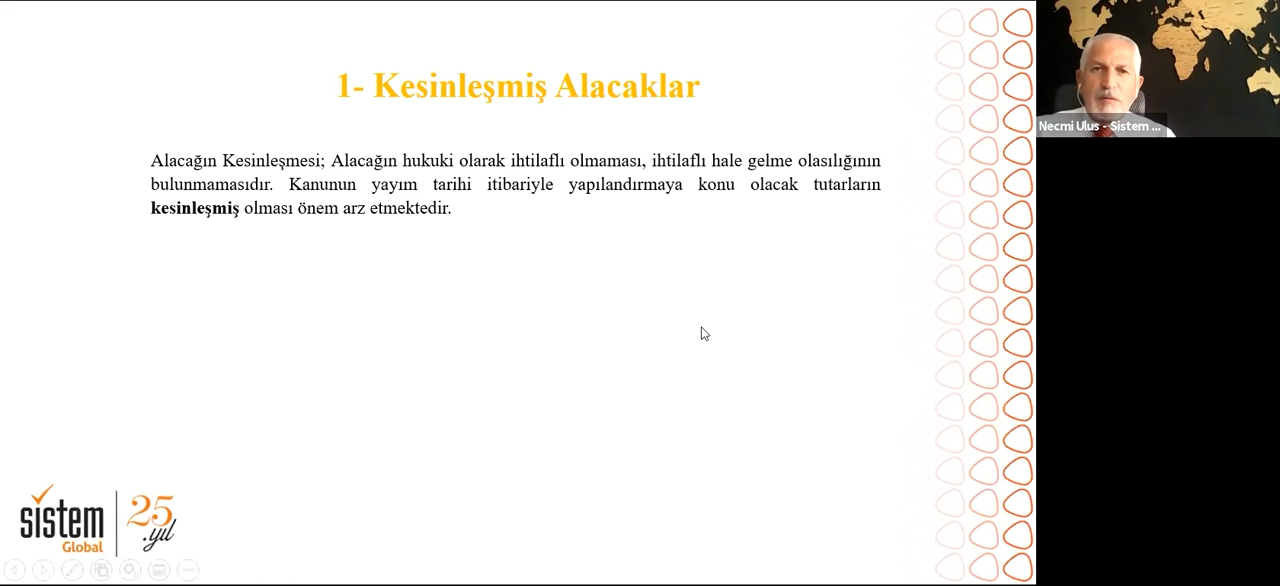 1- Kesinleşmiş Alacaklar
Alacağın Kesinleşmesi; Alacağın hukuki olarak ihtilaflı olmaması, ihtilaflı hale gelme olasılığının
bulunmamasıdır. Kanunun yayım tarihi itibariyle yapılandırmaya konu olacak tutarların
kesinleşmiş olması önem arz etmektedir.
Necmi Ulus - Sistem ...
sistem
Global
25
.yıl